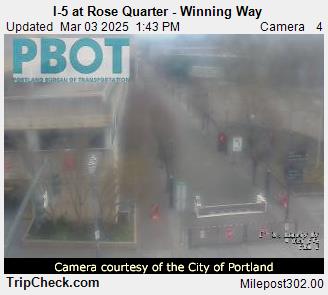 I-5 at Rose Quarter - Winning Way
Updated Mar 03 2025 1:43 PM Camera 4
PBOT
PORTLAND BUREAU OF TRANSPORTATION
Camera courtesy of the City of Portland
TripCheck.com Milepost302.00